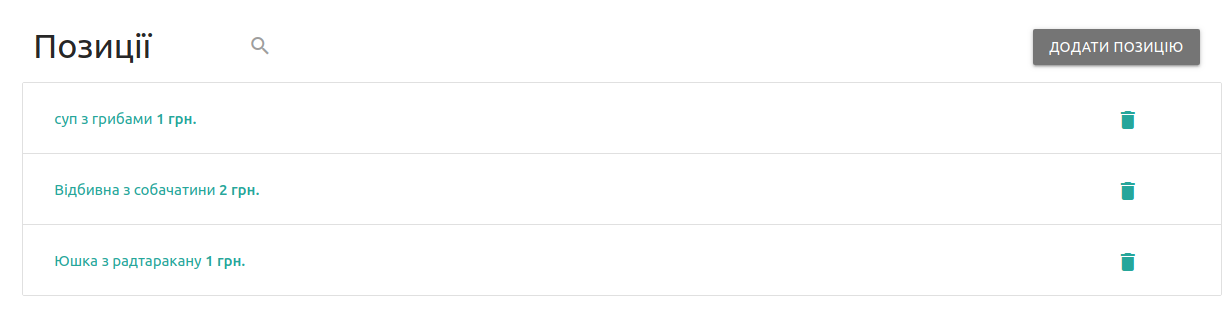 Позиції
ДОДАТИ ПОЗИЦІЮ
суп з грибами 1 грн.
Відбивна з собачатини 2 грн.
Юшка з радтаракану 1 грн.